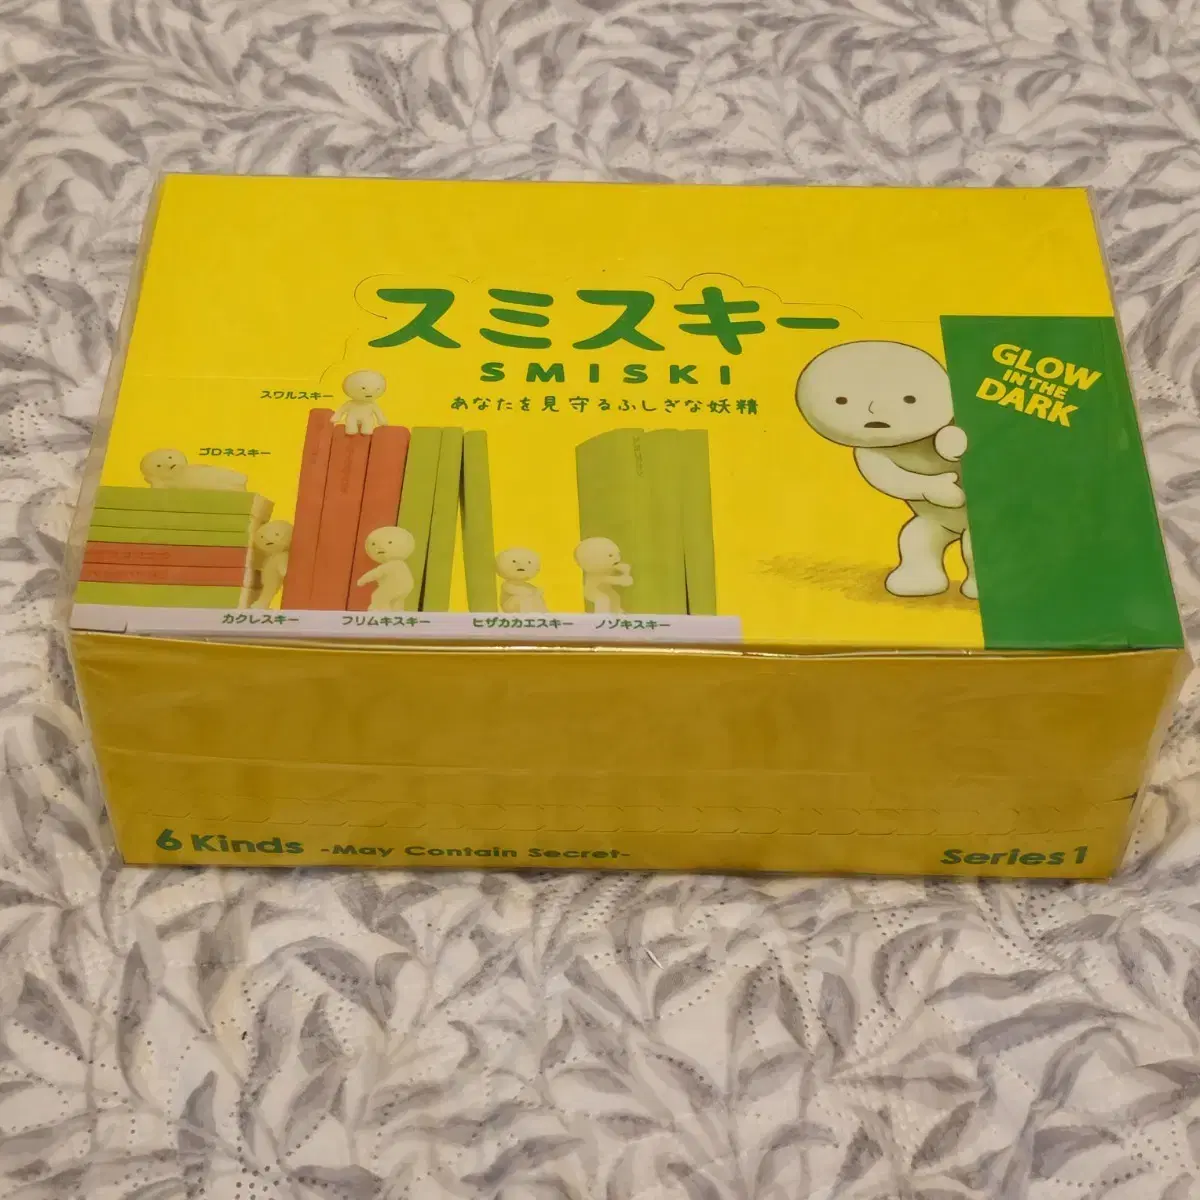 スミスキー
SMISKI
あなたを見守るふしぎな妖精
GLOW
IN THE
DARK
スワルスキー
ゴロネスキー
カクレスキー
フリムキスキー
ヒザカカエスキー
ノゾキスキー
6 Kinds -May Contain Secret-
Series 1